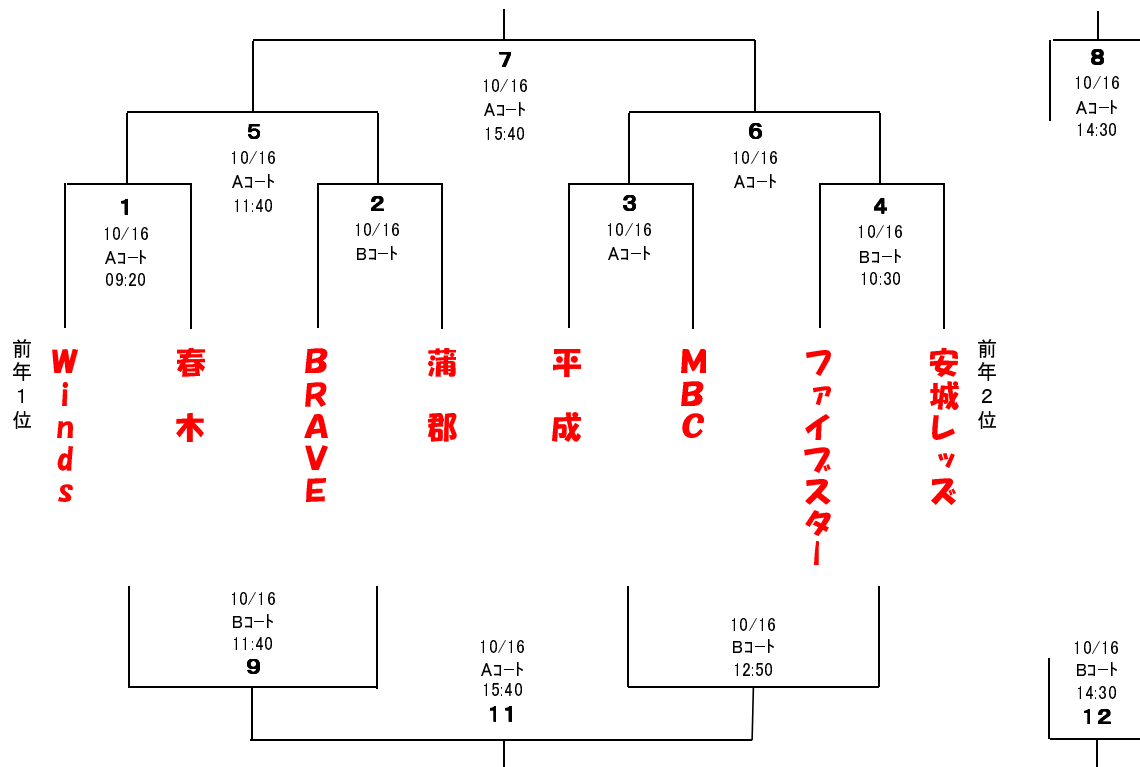 7
10/16
Aコート
15:40
8
10/16
Aコート
14:30
5
10/16
Aコート
11:40
6
10/16
Aコート
1
10/16
Aコート
09:20
2
10/16
Bコート
3
10/16
Aコート
4
10/16
Bコート
10:30
前年1位
Winds
春木
BRAVE
蒲郡
平成
MBC
ファイブスター
安城レッズ
前年2位
10/16
Bコート
11:40
9
10/16
Aコート
15:40
11
10/16
Bコート
12:50
10/16
Bコート
14:30
12